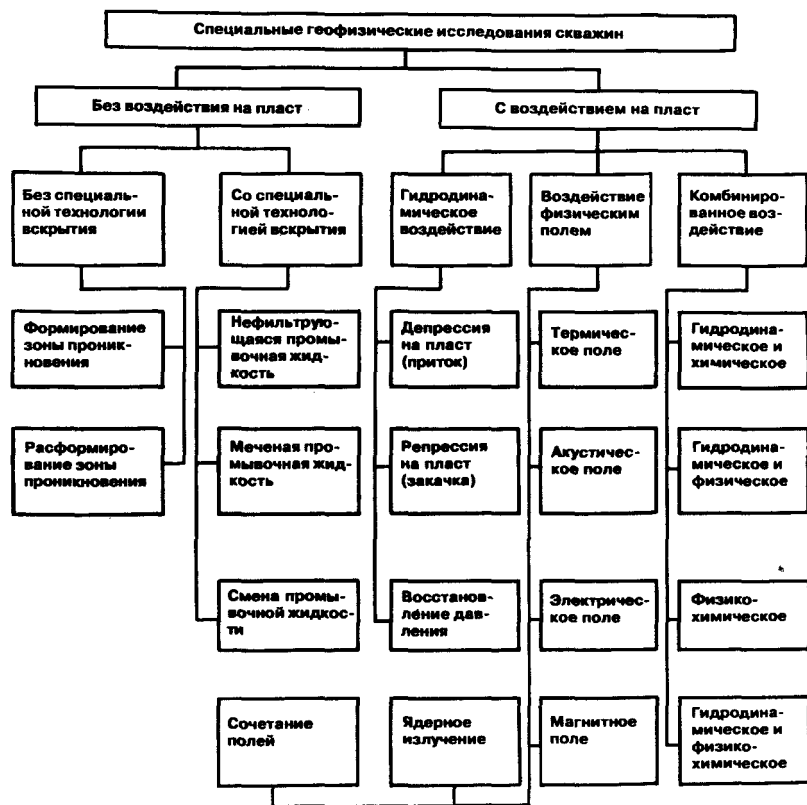 Специальные геофизические исследования скважин
Без воздействия на пласт
С воздействием на пласт
Без специаль-
ной технологии
вскрытия
Со специаль-
ной техноло-
гией вскрытия
Гидродина-
мическое
воздействие
Воздействие
физическим
полем
Комбиниро-
ванное воз-
действие
Формирование
зоны проник-
новения
Нефильтрую-
щаяся промы-
вочная жид-
кость
Депрессия
на пласт
(приток)
Термичес-
кое поле
Гидродина-
мическое и
химическое
Расформиро-
вание зоны
проникновения
Меченая про-
мывочная жид-
кость
Репрессия
на пласт
(закачка)
Акустичес-
кое поле
Гидродина-
мическое и
физическое
Смена промы-
вочной жидкос-
ти
Восстанов-
ление дав-
ления
Электричес-
кое поле
Физико-
химическое
Сочетание
полей
Ядерное
излучение
Магнитное
поле
Гидродина-
мическое и
физико-
химическое